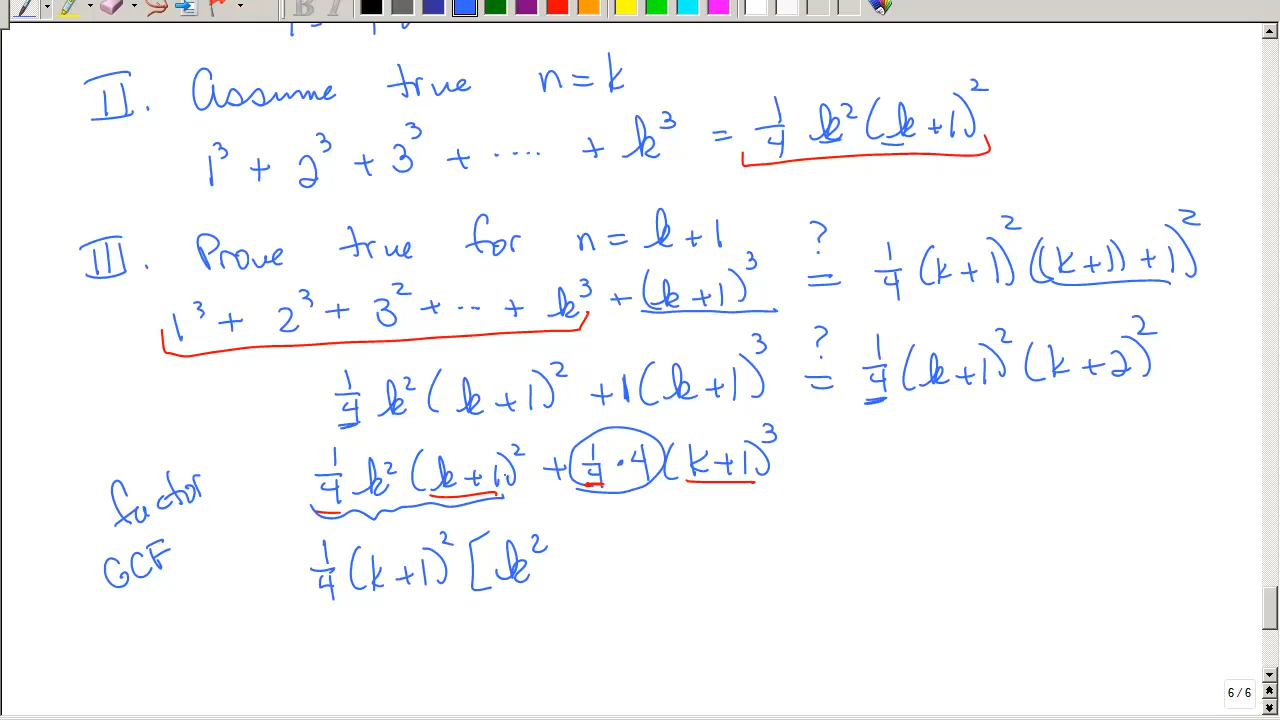 II. Assume true n = k
1³ + 2³ + 3³ + .... + k³ = 1/4 k² (k+1)²
III. Prove true for n = k+1
1³ + 2³ + 3² + ... + k³ + (k+1)³ ?= 1/4 (k+1)² ((k+1)+1)²
1/4 k² (k+1)² + 1(k+1)³ ?= 1/4 (k+1)² (k+2)²
factor 1/4 k² (k+1)² + 1/4 · 4 (k+1)³
GCF 1/4 (k+1)² [k²
6 / 6